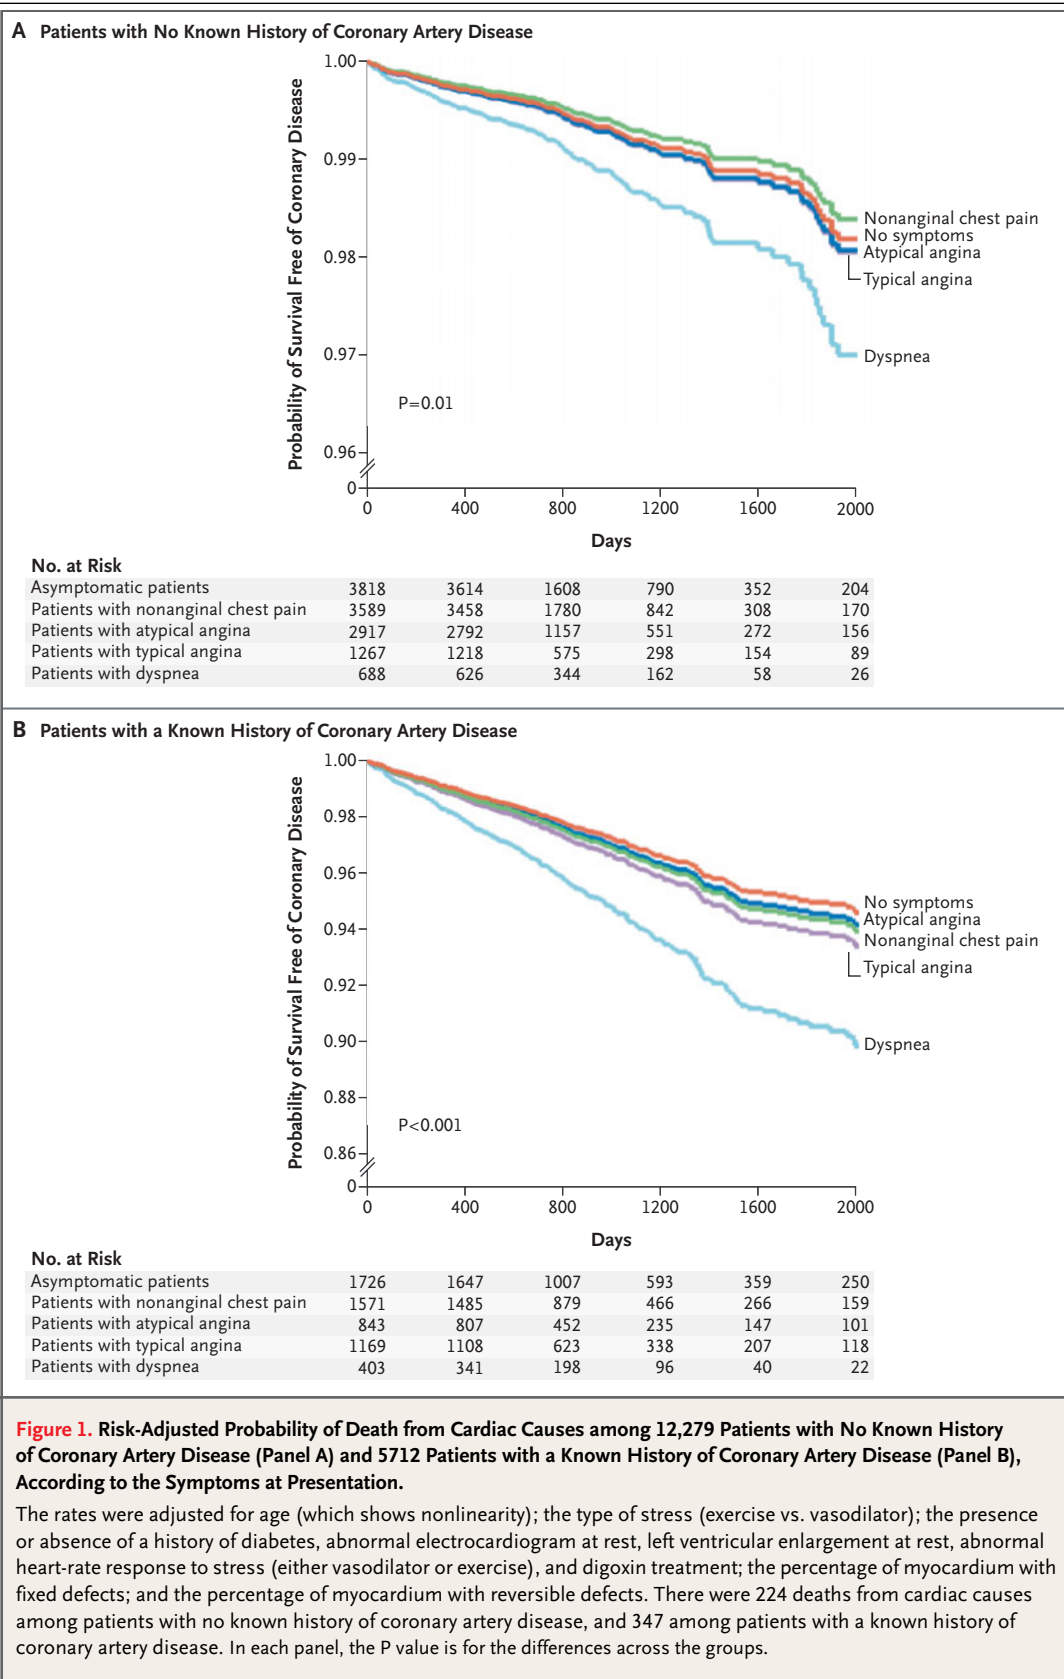 A Patients with No Known History of Coronary Artery Disease
Probability of Survival Free of Coronary Disease
1.00
0.99
0.98
0.97
0.96
0
Nonanginal chest pain
No symptoms
Atypical angina
Typical angina
Dyspnea
P=0.01
0 400 800 1200 1600 2000
Days
No. at Risk
Asymptomatic patients 3818 3614 1608 790 352 204
Patients with nonanginal chest pain 3589 3458 1780 842 308 170
Patients with atypical angina 2917 2792 1157 551 272 156
Patients with typical angina 1267 1218 575 298 154 89
Patients with dyspnea 688 626 344 162 58 26
B Patients with a Known History of Coronary Artery Disease
Probability of Survival Free of Coronary Disease
1.00
0.98
0.96
0.94
0.92
0.90
0.88
0.86
0
No symptoms
Atypical angina
Nonanginal chest pain
Typical angina
Dyspnea
P<0.001
0 400 800 1200 1600 2000
Days
No. at Risk
Asymptomatic patients 1726 1647 1007 593 359 250
Patients with nonanginal chest pain 1571 1485 879 466 266 159
Patients with atypical angina 843 807 452 235 147 101
Patients with typical angina 1169 1108 623 338 207 118
Patients with dyspnea 403 341 198 96 40 22
Figure 1. Risk-Adjusted Probability of Death from Cardiac Causes among 12,279 Patients with No Known History
of Coronary Artery Disease (Panel A) and 5712 Patients with a Known History of Coronary Artery Disease (Panel B),
According to the Symptoms at Presentation.
The rates were adjusted for age (which shows nonlinearity); the type of stress (exercise vs. vasodilator); the presence
or absence of a history of diabetes, abnormal electrocardiogram at rest, left ventricular enlargement at rest, abnormal
heart-rate response to stress (either vasodilator or exercise), and digoxin treatment; the percentage of myocardium with
fixed defects; and the percentage of myocardium with reversible defects. There were 224 deaths from cardiac causes
among patients with no known history of coronary artery disease, and 347 among patients with a known history of
coronary artery disease. In each panel, the P value is for the differences across the groups.